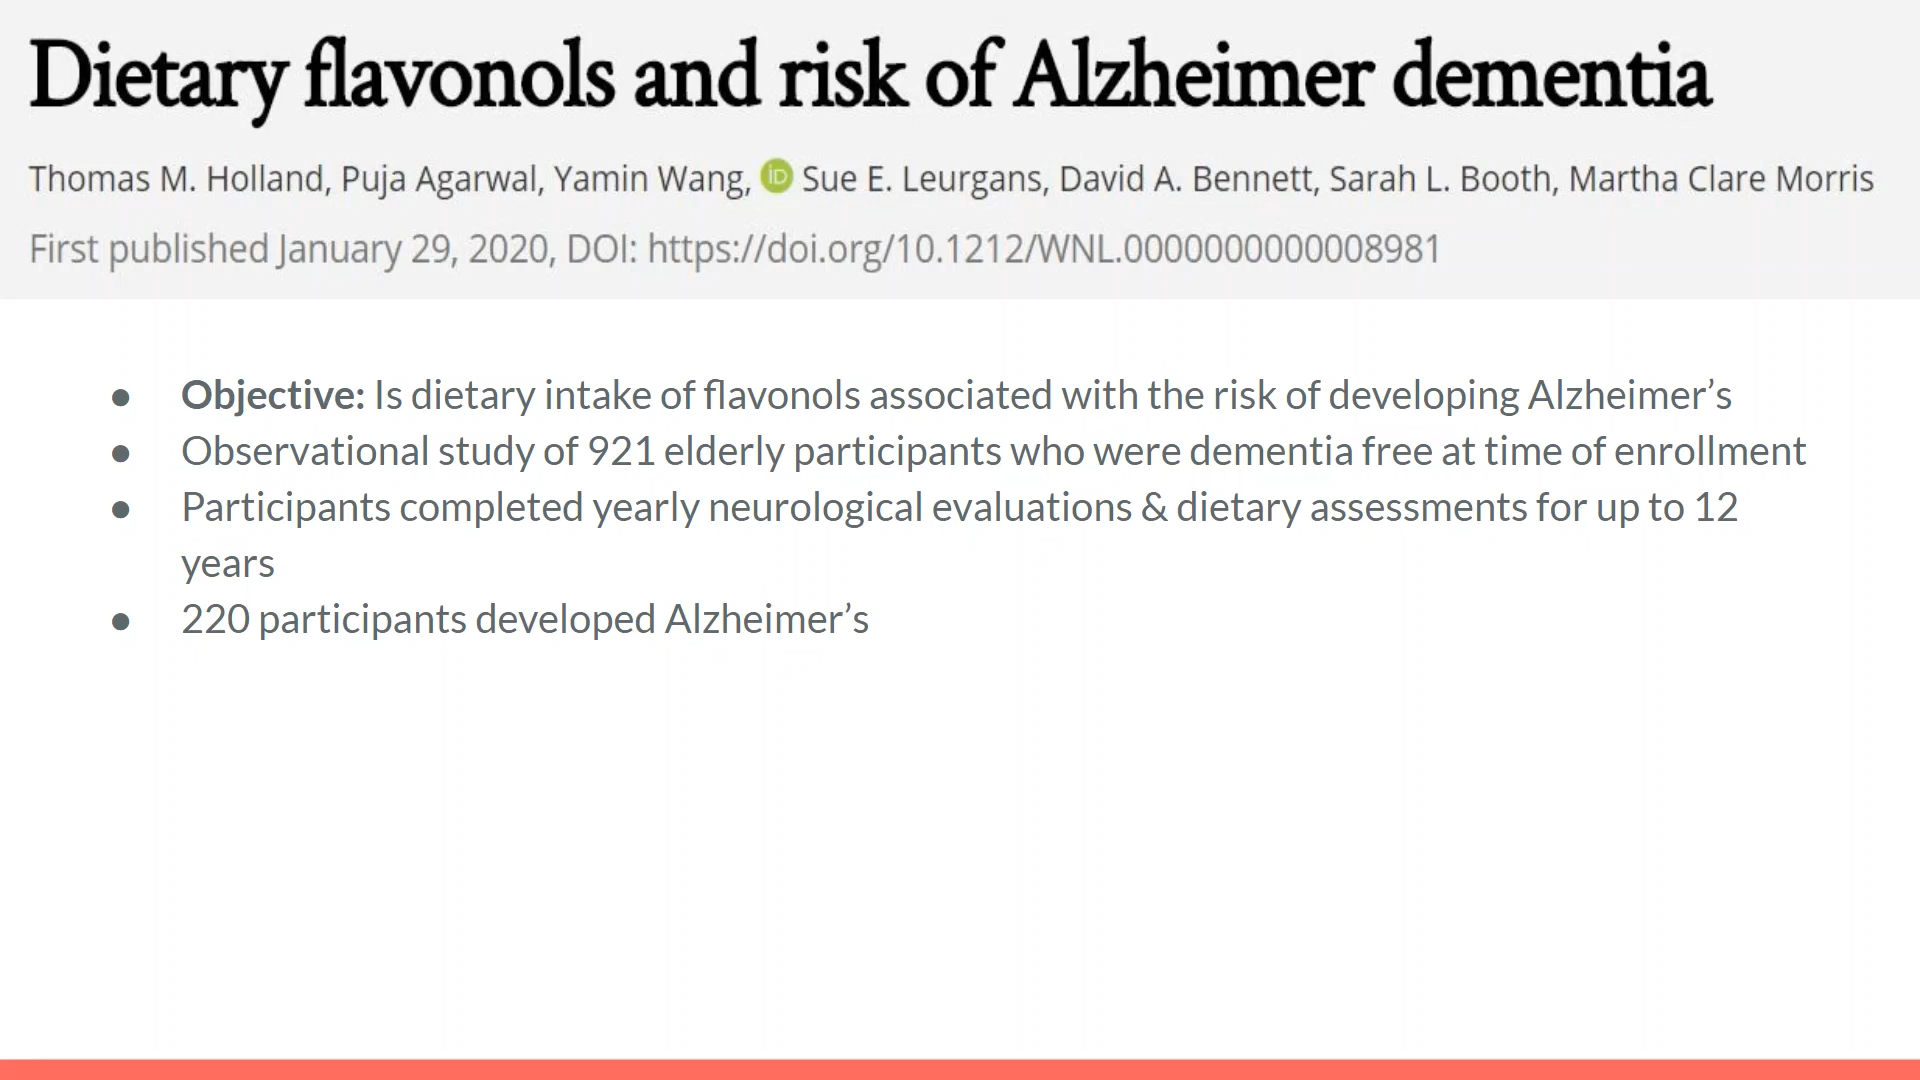 Dietary flavonols and risk of Alzheimer dementia
Thomas M. Holland, Puja Agarwal, Yamin Wang, iD Sue E. Leurgans, David A. Bennett, Sarah L. Booth, Martha Clare Morris
First published January 29, 2020, DOI: https://doi.org/10.1212/WNL.0000000000008981
● Objective: Is dietary intake of flavonols associated with the risk of developing Alzheimer’s
● Observational study of 921 elderly participants who were dementia free at time of enrollment
● Participants completed yearly neurological evaluations & dietary assessments for up to 12
years
● 220 participants developed Alzheimer’s